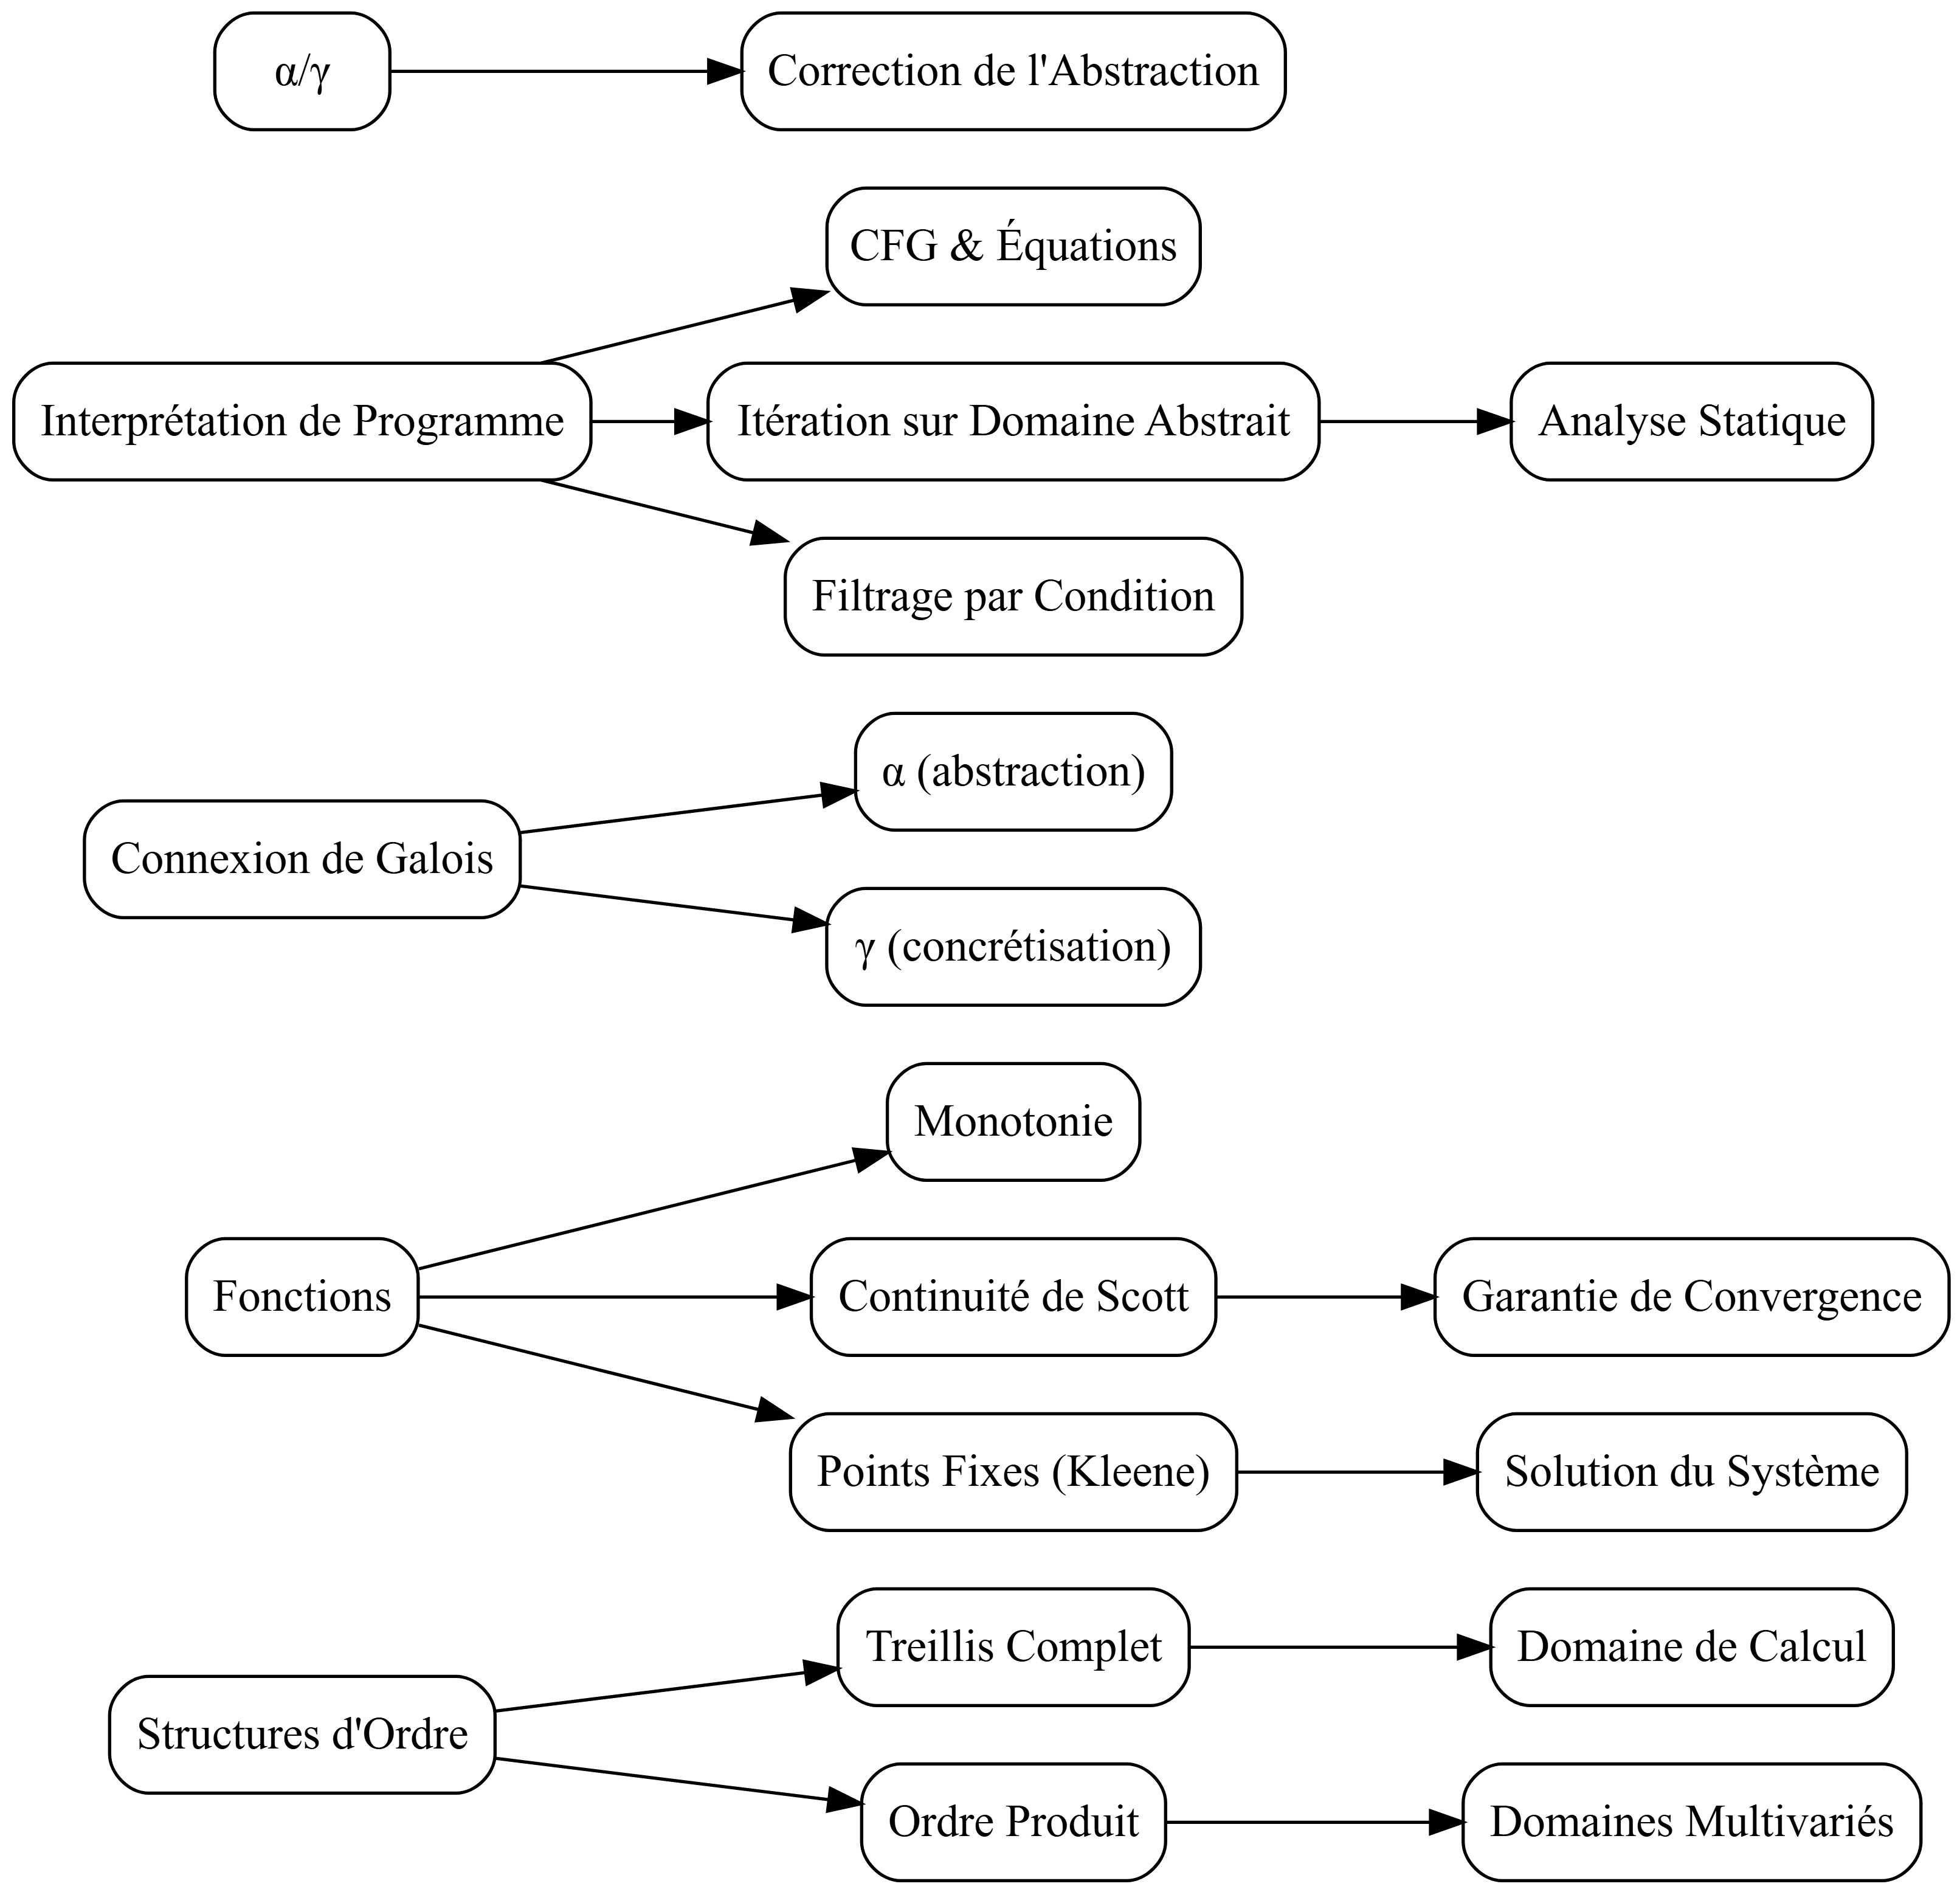 α/γ
Correction de l'Abstraction
CFG & Équations
Interprétation de Programme
Itération sur Domaine Abstrait
Analyse Statique
Filtrage par Condition
α (abstraction)
Connexion de Galois
γ (concrétisation)
Monotonie
Fonctions
Continuité de Scott
Garantie de Convergence
Points Fixes (Kleene)
Solution du Système
Treillis Complet
Domaine de Calcul
Structures d'Ordre
Ordre Produit
Domaines Multivariés